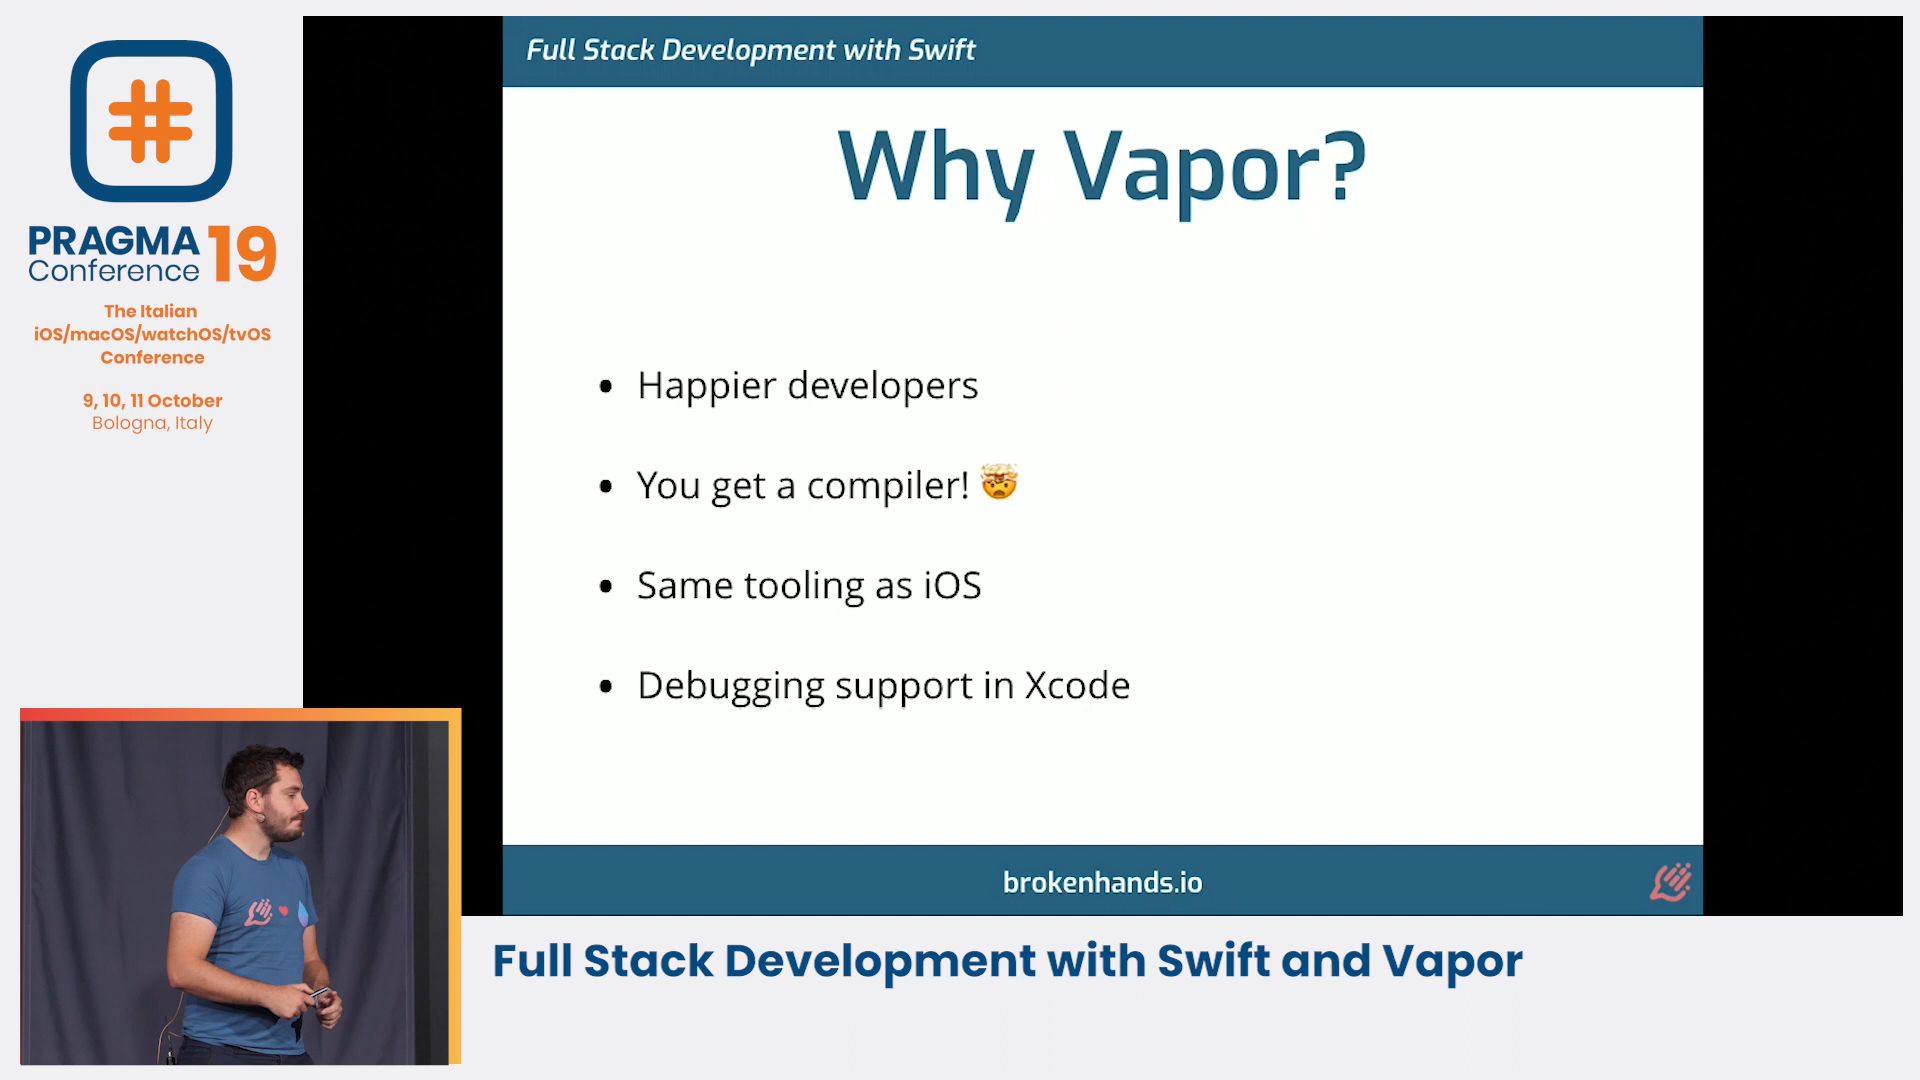 PRAGMA 19
Conference
The Italian
iOS/macOS/watchOS/tvOS
Conference
9, 10, 11 October
Bologna, Italy
Full Stack Development with Swift
Why Vapor?
• Happier developers
• You get a compiler! 🤯
• Same tooling as iOS
• Debugging support in Xcode
brokenhands.io
Full Stack Development with Swift and Vapor